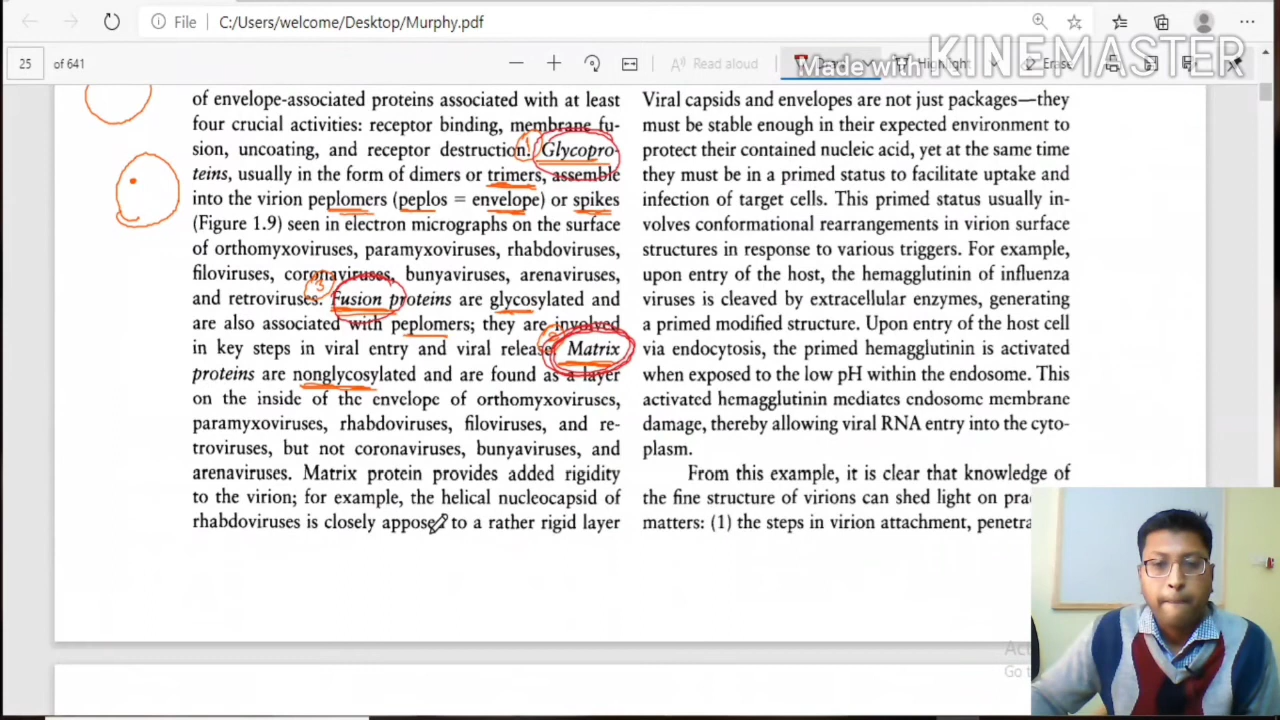 File
C:/Users/welcome/Desktop/Murphy.pdf
25
of 641
Read aloud
Made with KINEMASTER
of envelope-associated proteins associated with at least
four crucial activities: receptor binding, membrane fu-
sion, uncoating, and receptor destruction. Glycopro-
teins, usually in the form of dimers or trimers, assemble
into the virion peplomers (peplos = envelope) or spikes
(Figure 1.9) seen in electron micrographs on the surface
of orthomyxoviruses, paramyxoviruses, rhabdoviruses,
filoviruses, coronaviruses, bunyaviruses, arenaviruses,
and retroviruses. Fusion proteins are glycosylated and
are also associated with peplomers; they are involved
in key steps in viral entry and viral release. Matrix
proteins are nonglycosylated and are found as a layer
on the inside of the envelope of orthomyxoviruses,
paramyxoviruses, rhabdoviruses, filoviruses, and re-
troviruses, but not coronaviruses, bunyaviruses, and
arenaviruses. Matrix protein provides added rigidity
to the virion; for example, the helical nucleocapsid of
rhabdoviruses is closely apposed to a rather rigid layer
Viral capsids and envelopes are not just packages—they
must be stable enough in their expected environment to
protect their contained nucleic acid, yet at the same time
they must be in a primed status to facilitate uptake and
infection of target cells. This primed status usually in-
volves conformational rearrangements in virion surface
structures in response to various triggers. For example,
upon entry of the host, the hemagglutinin of influenza
viruses is cleaved by extracellular enzymes, generating
a primed modified structure. Upon entry of the host cell
via endocytosis, the primed hemagglutinin is activated
when exposed to the low pH within the endosome. This
activated hemagglutinin mediates endosome membrane
damage, thereby allowing viral RNA entry into the cyto-
plasm.
From this example, it is clear that knowledge of
the fine structure of virions can shed light on pra
matters: (1) the steps in virion attachment, penetra
1
3